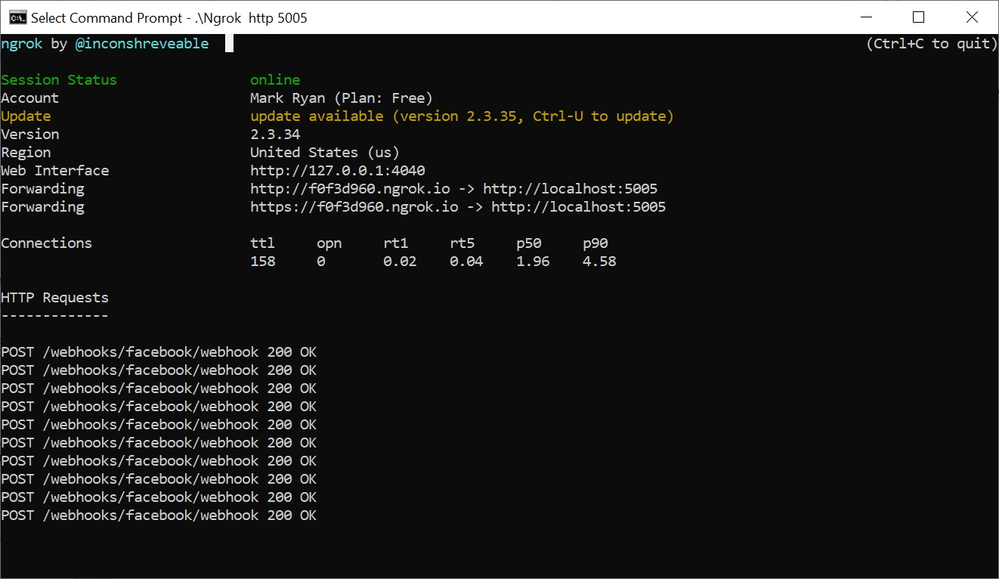 Select Command Prompt - .\Ngrok  http 5005
ngrok by @inconshreveable (Ctrl+C to quit)
Session Status online
Account Mark Ryan (Plan: Free)
Update update available (version 2.3.35, Ctrl-U to update)
Version 2.3.34
Region United States (us)
Web Interface http://127.0.0.1:4040
Forwarding http://f0f3d960.ngrok.io -> http://localhost:5005
Forwarding https://f0f3d960.ngrok.io -> http://localhost:5005
Connections ttl opn rt1 rt5 p50 p90
158 0 0.02 0.04 1.96 4.58
HTTP Requests
-------------
POST /webhooks/facebook/webhook 200 OK
POST /webhooks/facebook/webhook 200 OK
POST /webhooks/facebook/webhook 200 OK
POST /webhooks/facebook/webhook 200 OK
POST /webhooks/facebook/webhook 200 OK
POST /webhooks/facebook/webhook 200 OK
POST /webhooks/facebook/webhook 200 OK
POST /webhooks/facebook/webhook 200 OK
POST /webhooks/facebook/webhook 200 OK
POST /webhooks/facebook/webhook 200 OK